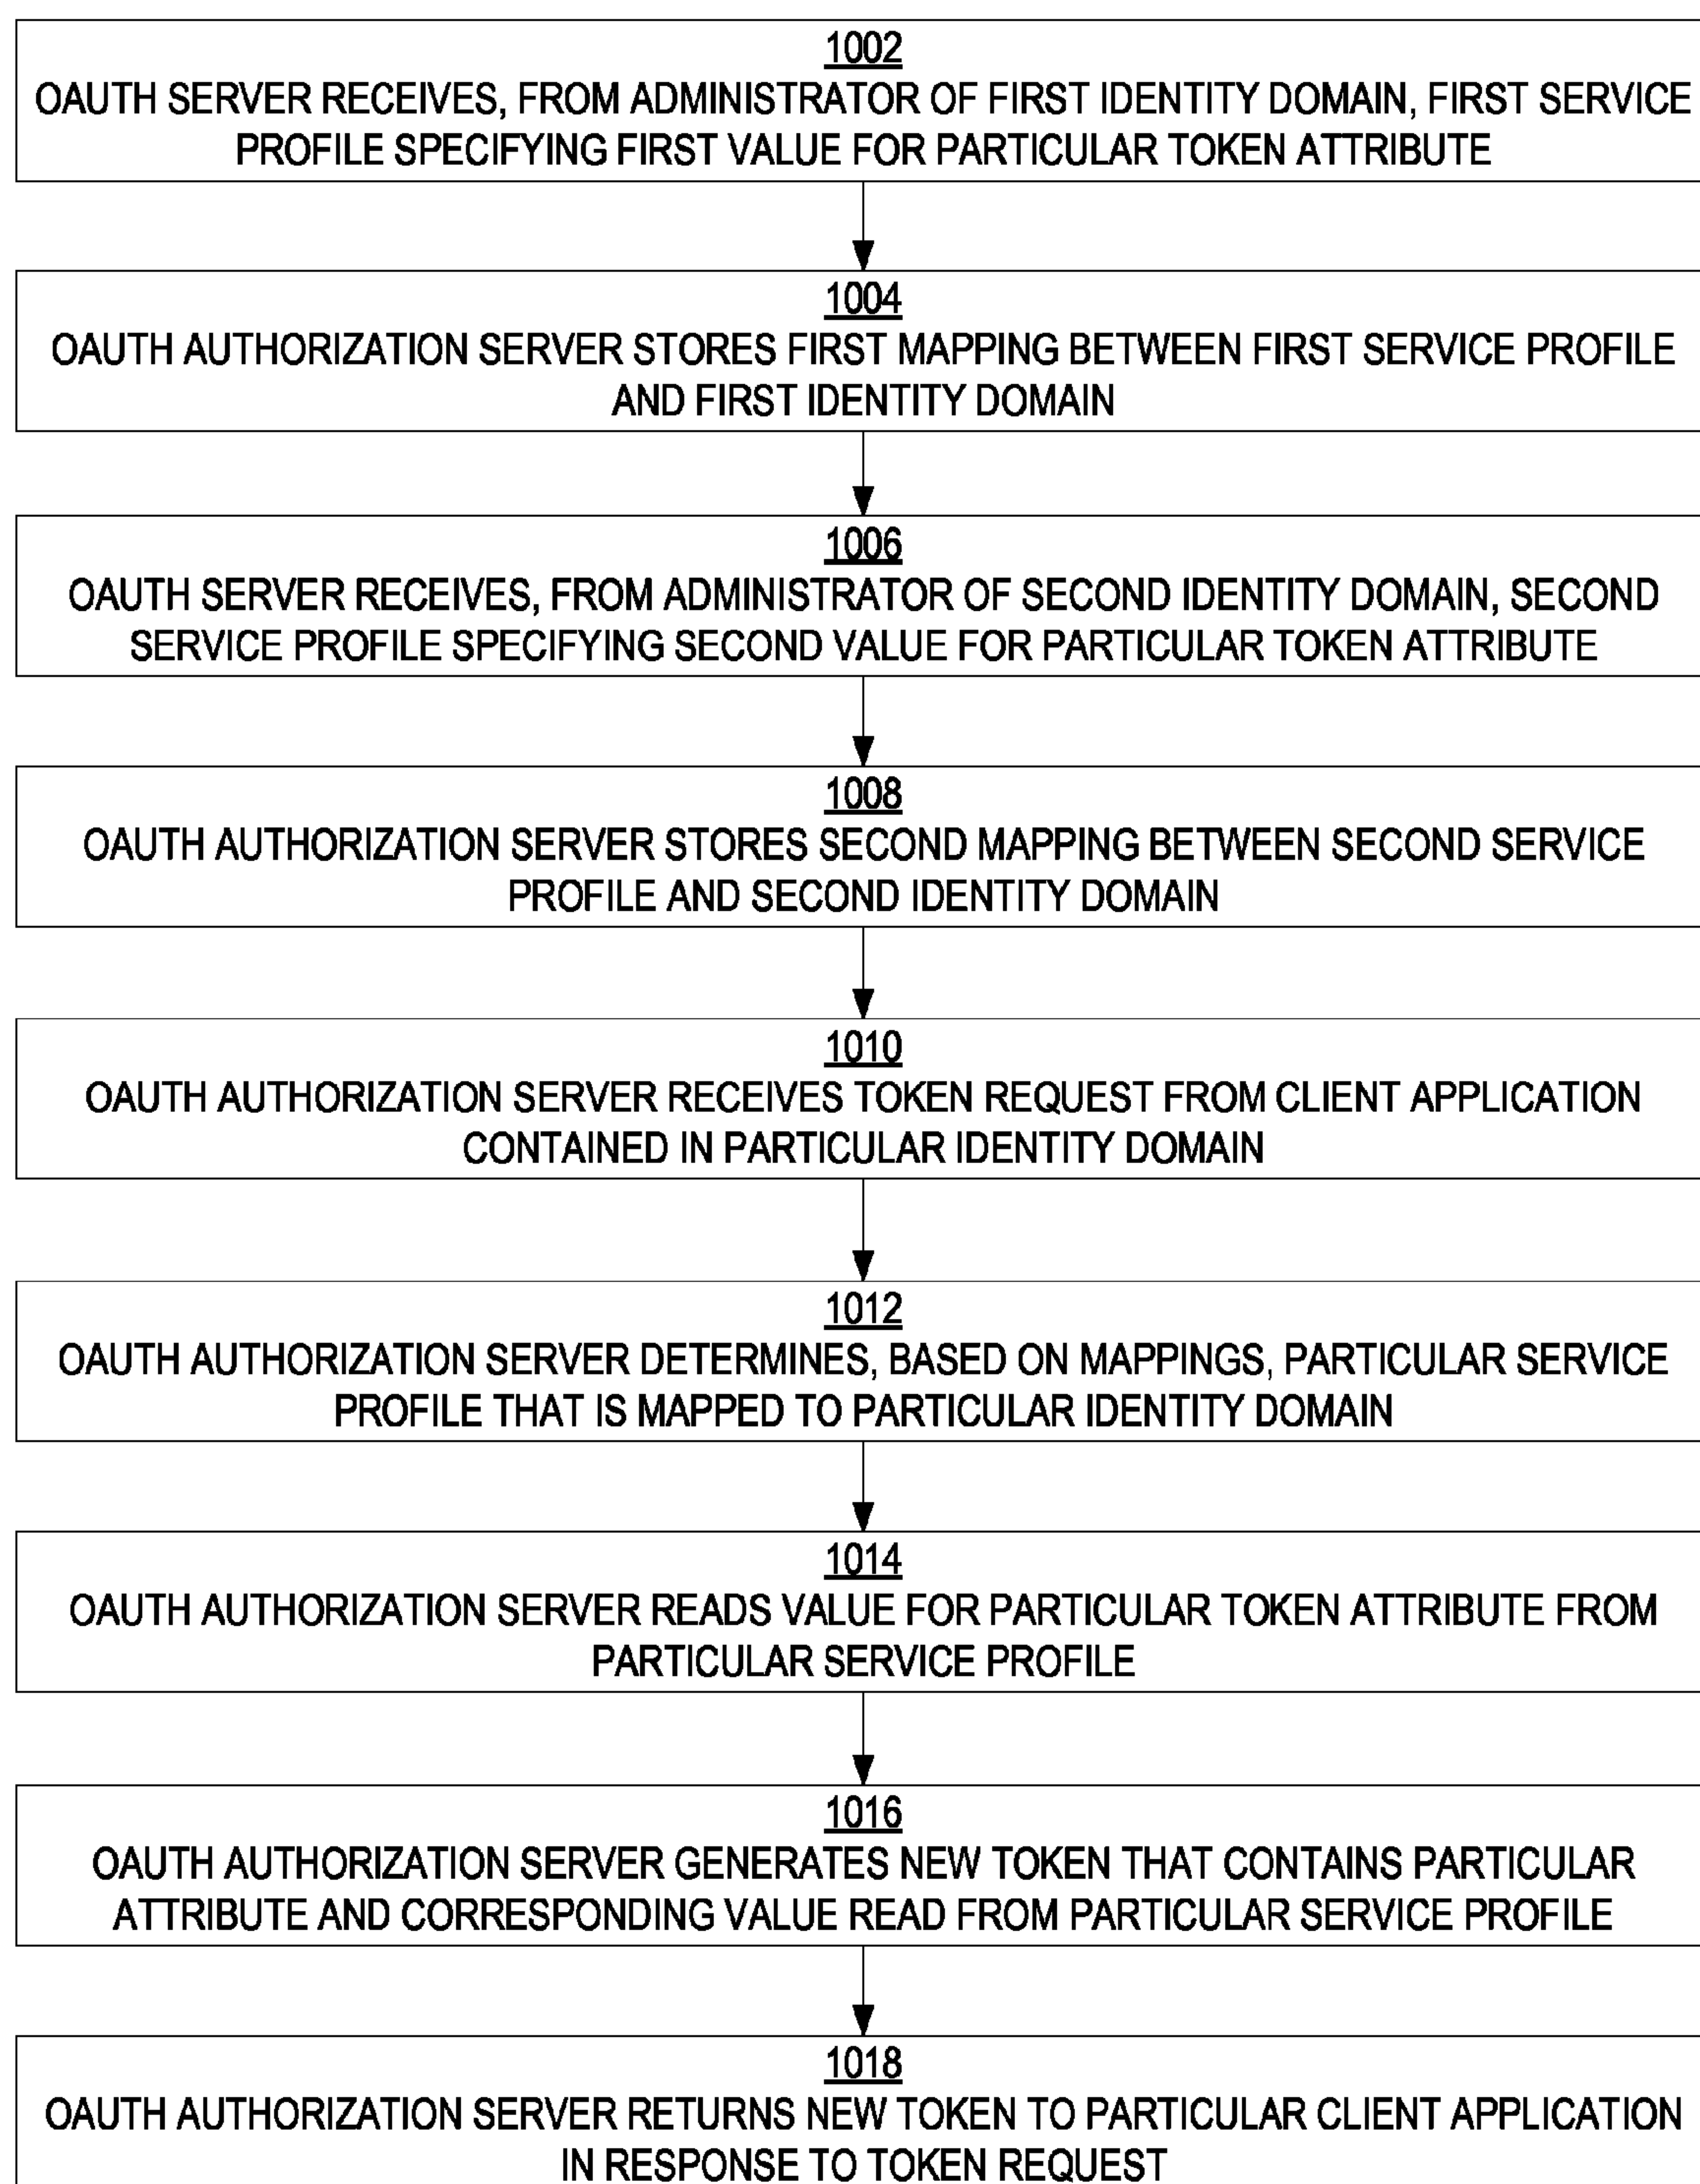 1002
OAUTH SERVER RECEIVES, FROM ADMINISTRATOR OF FIRST IDENTITY DOMAIN, FIRST SERVICE
PROFILE SPECIFYING FIRST VALUE FOR PARTICULAR TOKEN ATTRIBUTE
1004
OAUTH AUTHORIZATION SERVER STORES FIRST MAPPING BETWEEN FIRST SERVICE PROFILE
AND FIRST IDENTITY DOMAIN
1006
OAUTH SERVER RECEIVES, FROM ADMINISTRATOR OF SECOND IDENTITY DOMAIN, SECOND
SERVICE PROFILE SPECIFYING SECOND VALUE FOR PARTICULAR TOKEN ATTRIBUTE
1008
OAUTH AUTHORIZATION SERVER STORES SECOND MAPPING BETWEEN SECOND SERVICE
PROFILE AND SECOND IDENTITY DOMAIN
1010
OAUTH AUTHORIZATION SERVER RECEIVES TOKEN REQUEST FROM CLIENT APPLICATION
CONTAINED IN PARTICULAR IDENTITY DOMAIN
1012
OAUTH AUTHORIZATION SERVER DETERMINES, BASED ON MAPPINGS, PARTICULAR SERVICE
PROFILE THAT IS MAPPED TO PARTICULAR IDENTITY DOMAIN
1014
OAUTH AUTHORIZATION SERVER READS VALUE FOR PARTICULAR TOKEN ATTRIBUTE FROM
PARTICULAR SERVICE PROFILE
1016
OAUTH AUTHORIZATION SERVER GENERATES NEW TOKEN THAT CONTAINS PARTICULAR
ATTRIBUTE AND CORRESPONDING VALUE READ FROM PARTICULAR SERVICE PROFILE
1018
OAUTH AUTHORIZATION SERVER RETURNS NEW TOKEN TO PARTICULAR CLIENT APPLICATION
IN RESPONSE TO TOKEN REQUEST